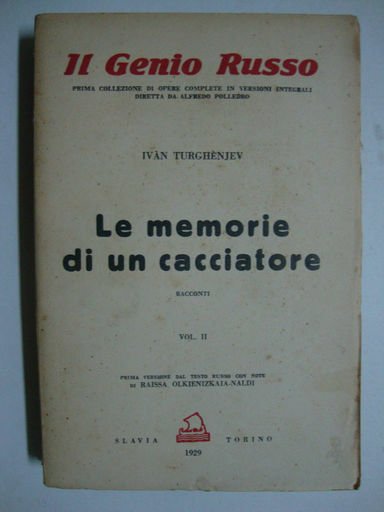 Il Genio Russo
PRIMA COLLEZIONE DI OPERE COMPLETE IN VERSIONI INTEGRALI
DIRETTA DA ALFREDO POLLEDRO
IVÀN TURGHÈNJEV
Le memorie
di un cacciatore
RACCONTI
VOL. II
PRIMA VERSIONE DAL TESTO RUSSO CON NOTE
DI RAISSA OLKIENIZKAIA-NALDI
SLAVIA TORINO
1929